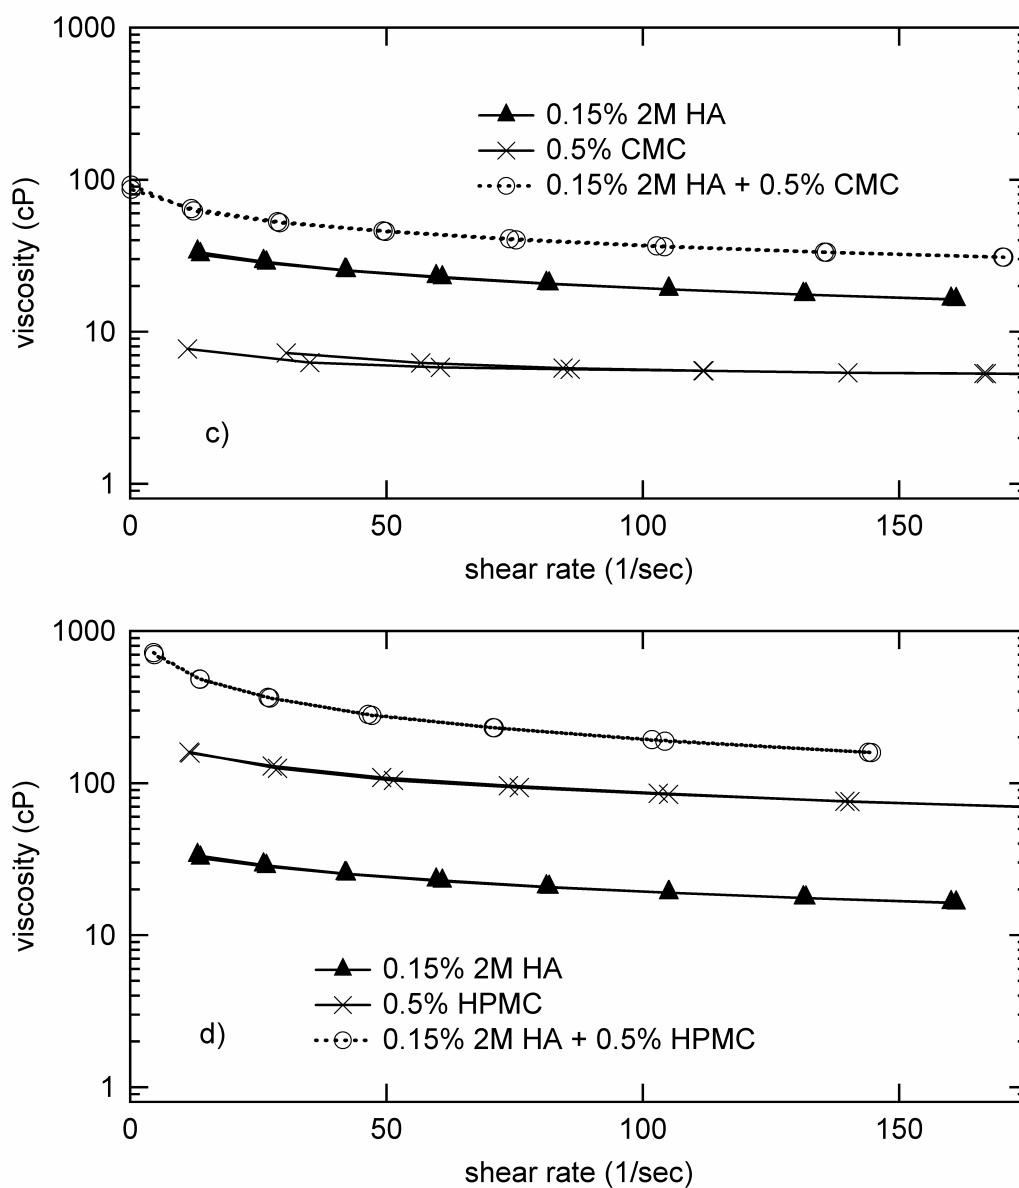 1000
100
10
1
viscosity (cP)
0.15% 2M HA
0.5% CMC
0.15% 2M HA + 0.5% CMC
c)
0 50 100 150
shear rate (1/sec)
1000
100
10
1
viscosity (cP)
0.15% 2M HA
0.5% HPMC
0.15% 2M HA + 0.5% HPMC
d)
0 50 100 150
shear rate (1/sec)